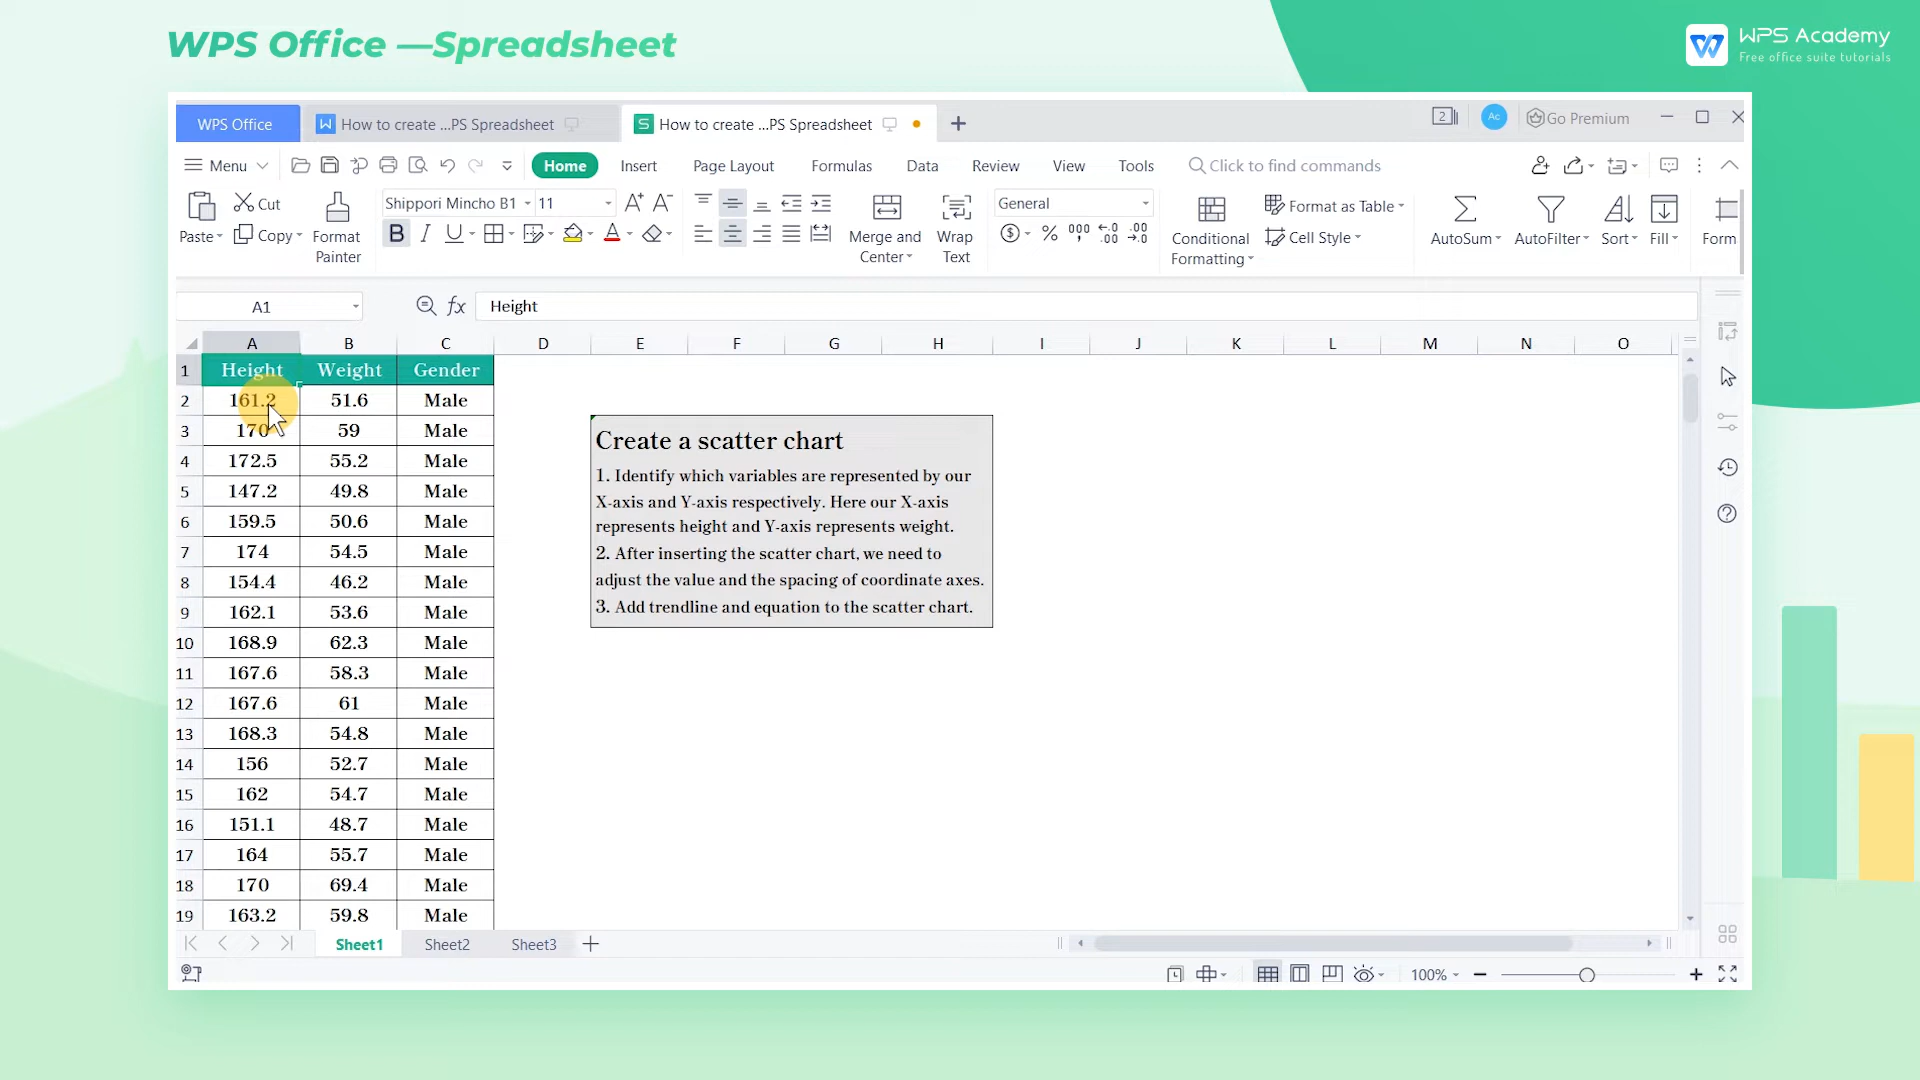 WPS Office —Spreadsheet
WPS Academy
Free office suite tutorials
WPS Office
How to create ...PS Spreadsheet
How to create ...PS Spreadsheet
2
Ac
Go Premium
Menu
Home
Insert
Page Layout
Formulas
Data
Review
View
Tools
Click to find commands
Paste
Cut
Copy
Format
Painter
Shippori Mincho B1
11
Merge and
Center
Wrap
Text
General
Conditional
Formatting
Format as Table
Cell Style
AutoSum
AutoFilter
Sort
Fill
Form
A1
fx
Height
A B C D E F G H I J K L M N O
1 Height Weight Gender
2 161.2 51.6 Male
3 170 59 Male
4 172.5 55.2 Male
5 147.2 49.8 Male
6 159.5 50.6 Male
7 174 54.5 Male
8 154.4 46.2 Male
9 162.1 53.6 Male
10 168.9 62.3 Male
11 167.6 58.3 Male
12 167.6 61 Male
13 168.3 54.8 Male
14 156 52.7 Male
15 162 54.7 Male
16 151.1 48.7 Male
17 164 55.7 Male
18 170 69.4 Male
19 163.2 59.8 Male
Create a scatter chart
1. Identify which variables are represented by our
X-axis and Y-axis respectively. Here our X-axis
represents height and Y-axis represents weight.
2. After inserting the scatter chart, we need to
adjust the value and the spacing of coordinate axes.
3. Add trendline and equation to the scatter chart.
Sheet1
Sheet2
Sheet3
100%